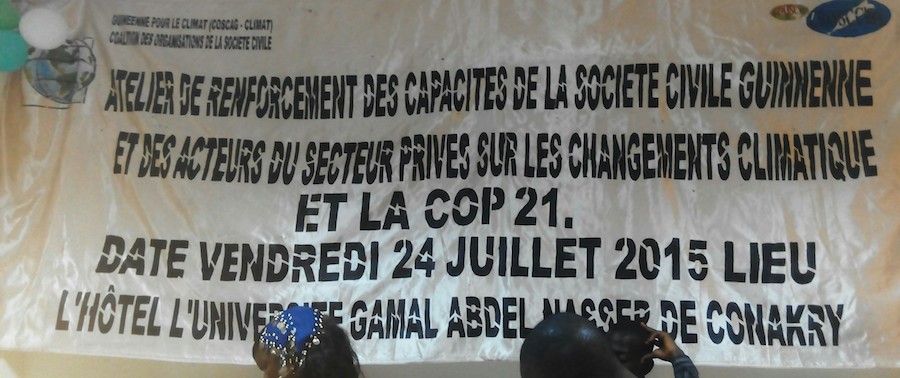 GUINEENNE POUR LE CLIMAT (COSCAG - CLIMAT)
COALITION DES ORGANISATIONS DE LA SOCIETE CIVILE
ATELIER DE RENFORCEMENT DES CAPACITES DE LA SOCIETE CIVILE GUINNENNE
ET DES ACTEURS DU SECTEUR PRIVES SUR LES CHANGEMENTS CLIMATIQUE
ET LA COP 21.
DATE VENDREDI 24 JUILLET 2015 LIEU
L'HÔTEL L'UNIVERSITE GAMAL ABDEL NASSER DE CONAKRY